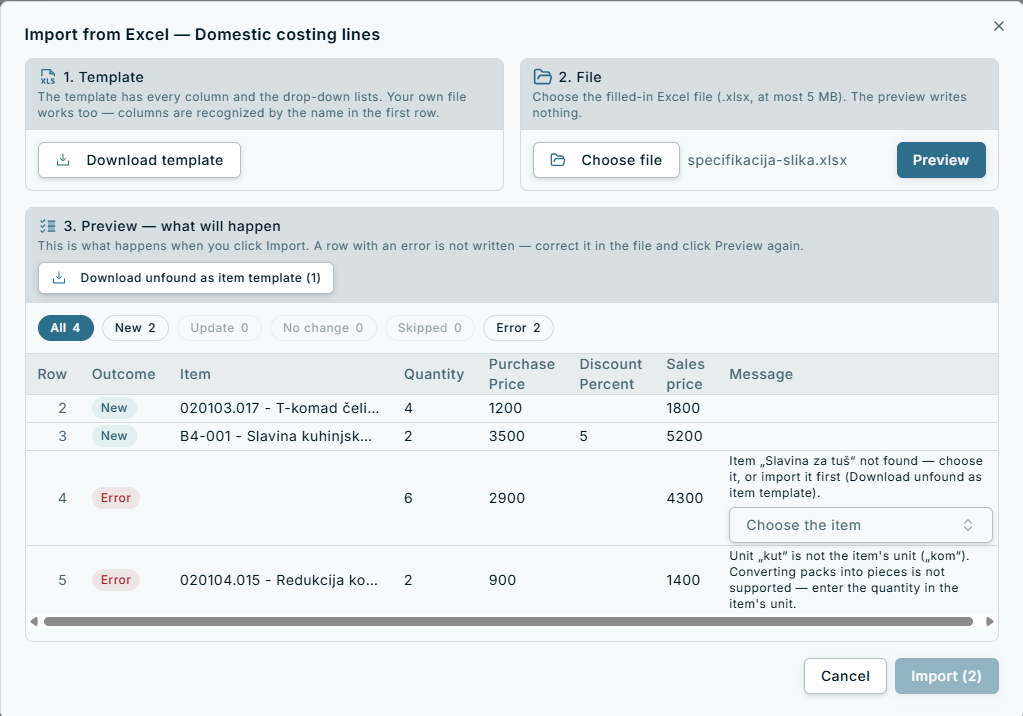 Import from Excel — Domestic costing lines
1. Template
The template has every column and the drop-down lists. Your own file
works too — columns are recognized by the name in the first row.
Download template
2. File
Choose the filled-in Excel file (.xlsx, at most 5 MB). The preview writes
nothing.
Choose file specifikacija-slika.xlsx Preview
3. Preview — what will happen
This is what happens when you click Import. A row with an error is not written — correct it in the file and click Preview again.
Download unfound as item template (1)
All 4 New 2 Update 0 No change 0 Skipped 0 Error 2
Row Outcome Item Quantity Purchase Price Discount Percent Sales price Message
2 New 020103.017 - T-komad čeli... 4 1200 1800
3 New B4-001 - Slavina kuhinjsk... 2 3500 5 5200
4 Error 6 2900 4300
Item „Slavina za tuš“ not found — choose
it, or import it first (Download unfound as
item template).
Choose the item
5 Error 020104.015 - Redukcija ko... 2 900 1400
Unit „kut“ is not the item's unit („kom“).
Converting packs into pieces is not
supported — enter the quantity in the
item's unit.
Cancel Import (2)